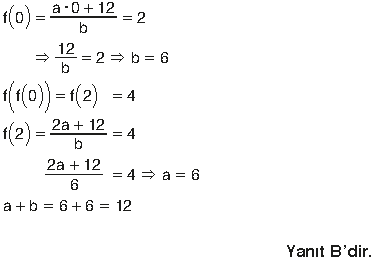 f(0) = (a·0 + 12)/b = 2
⇒ 12/b = 2 ⇒ b = 6
f(f(0)) = f(2) = 4
f(2) = (2a + 12)/b = 4
(2a + 12)/6 = 4 ⇒ a = 6
a + b = 6 + 6 = 12
Yanıt B'dir.